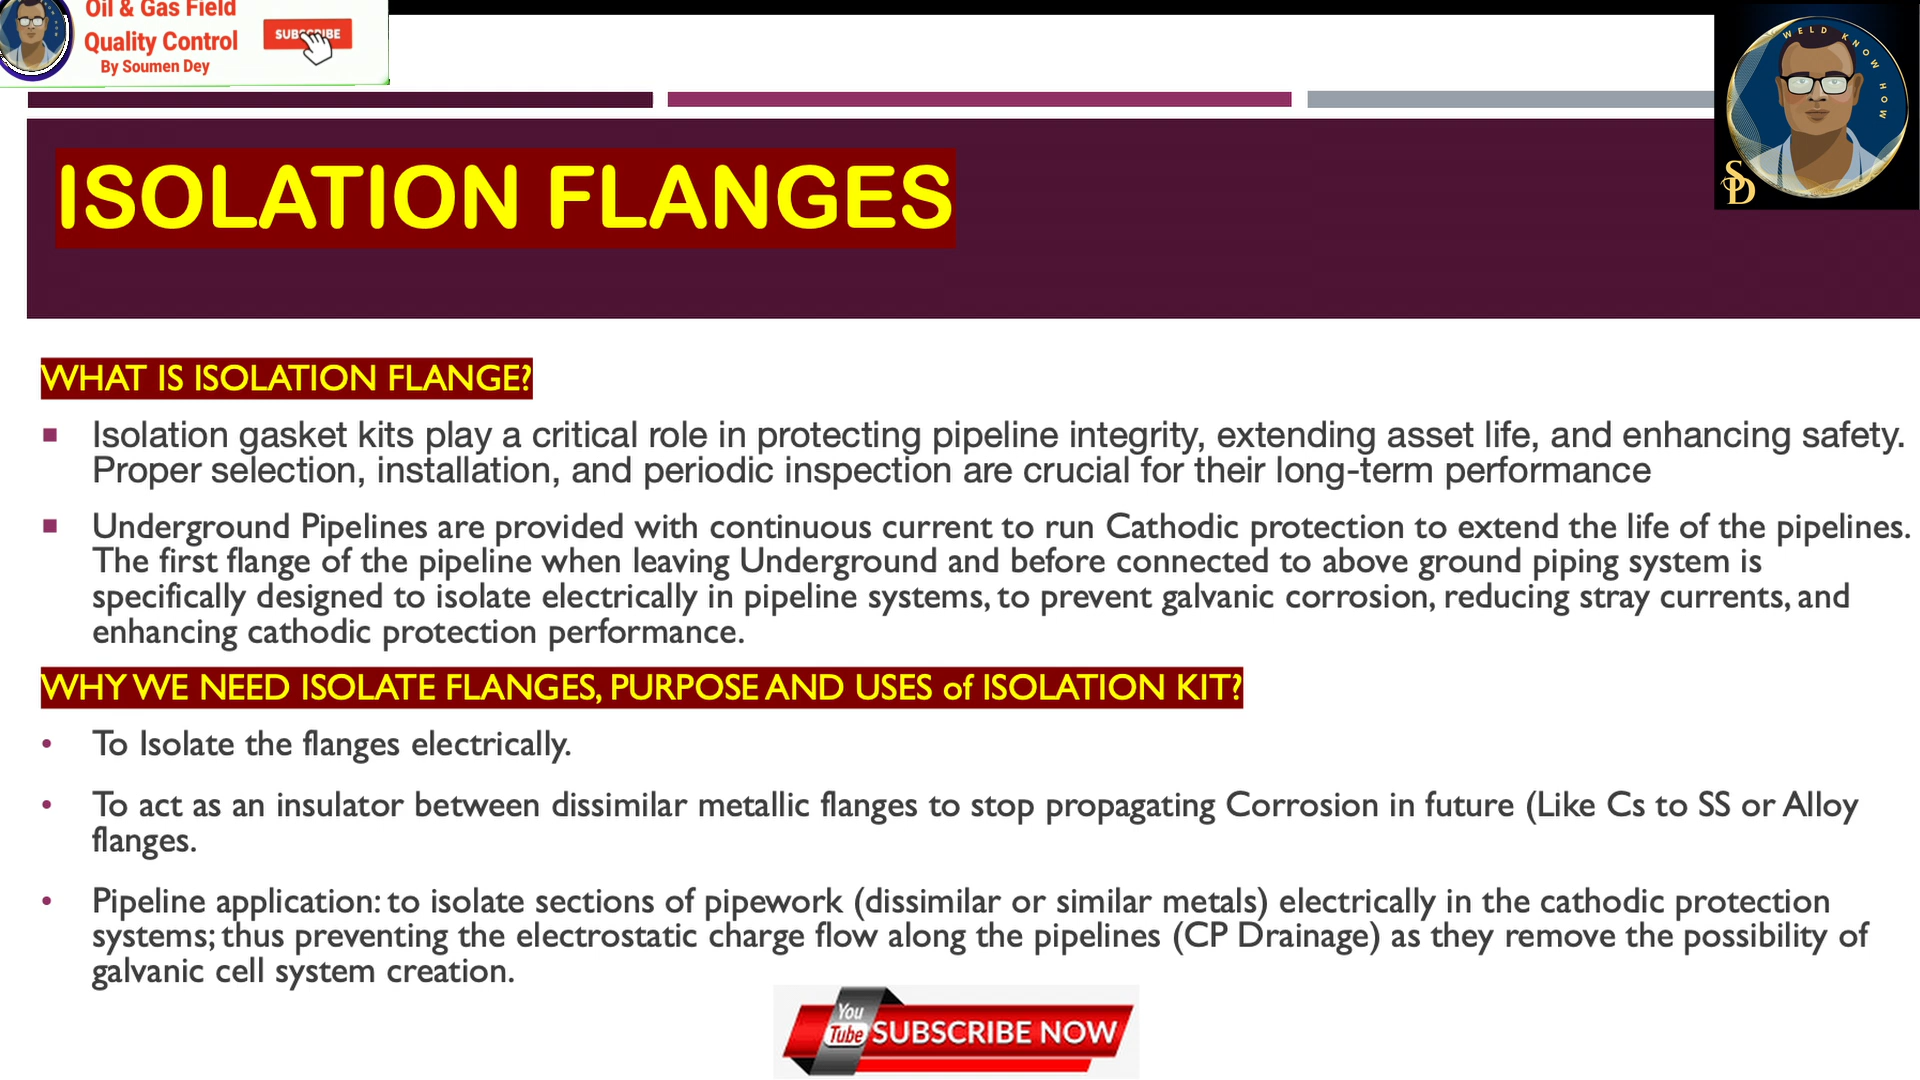 Oil & Gas Field
Quality Control
By Soumen Dey
SUBSCRIBE
WELD KNOW HOW
SD
ISOLATION FLANGES
WHAT IS ISOLATION FLANGE?
Isolation gasket kits play a critical role in protecting pipeline integrity, extending asset life, and enhancing safety.
Proper selection, installation, and periodic inspection are crucial for their long-term performance
Underground Pipelines are provided with continuous current to run Cathodic protection to extend the life of the pipelines.
The first flange of the pipeline when leaving Underground and before connected to above ground piping system is
specifically designed to isolate electrically in pipeline systems, to prevent galvanic corrosion, reducing stray currents, and
enhancing cathodic protection performance.
WHY WE NEED ISOLATE FLANGES, PURPOSE AND USES of ISOLATION KIT?
• To Isolate the flanges electrically.
• To act as an insulator between dissimilar metallic flanges to stop propagating Corrosion in future (Like Cs to SS or Alloy
flanges.
• Pipeline application: to isolate sections of pipework (dissimilar or similar metals) electrically in the cathodic protection
systems; thus preventing the electrostatic charge flow along the pipelines (CP Drainage) as they remove the possibility of
galvanic cell system creation.
You
Tube SUBSCRIBE NOW